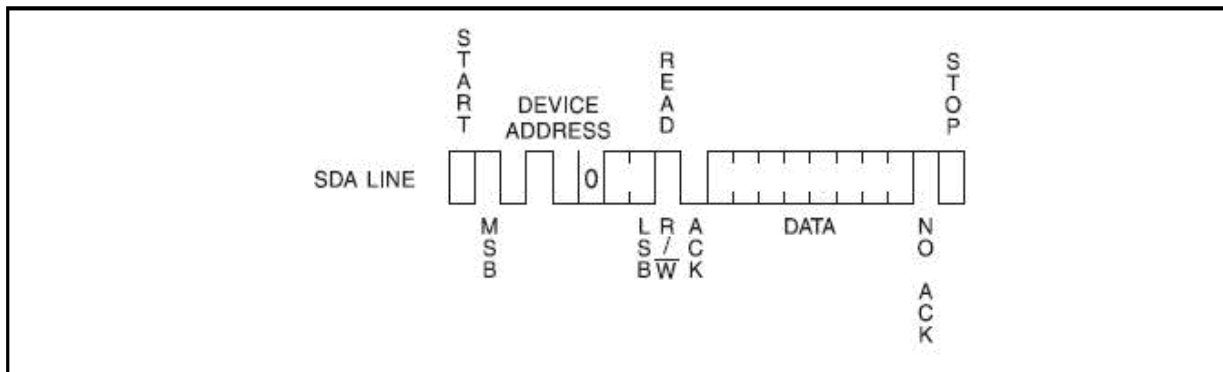 START
READ
STOP
DEVICE
ADDRESS
SDA LINE
0
MSB
LSB
R/W
ACK
DATA
NO ACK